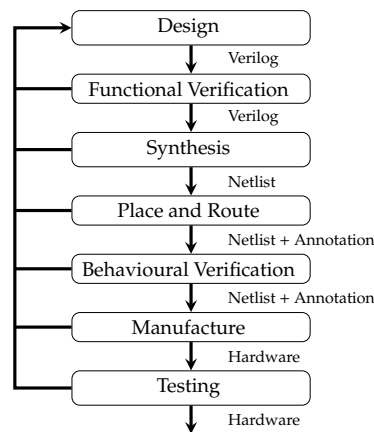 Design
Verilog
Functional Verification
Verilog
Synthesis
Netlist
Place and Route
Netlist + Annotation
Behavioural Verification
Netlist + Annotation
Manufacture
Hardware
Testing
Hardware